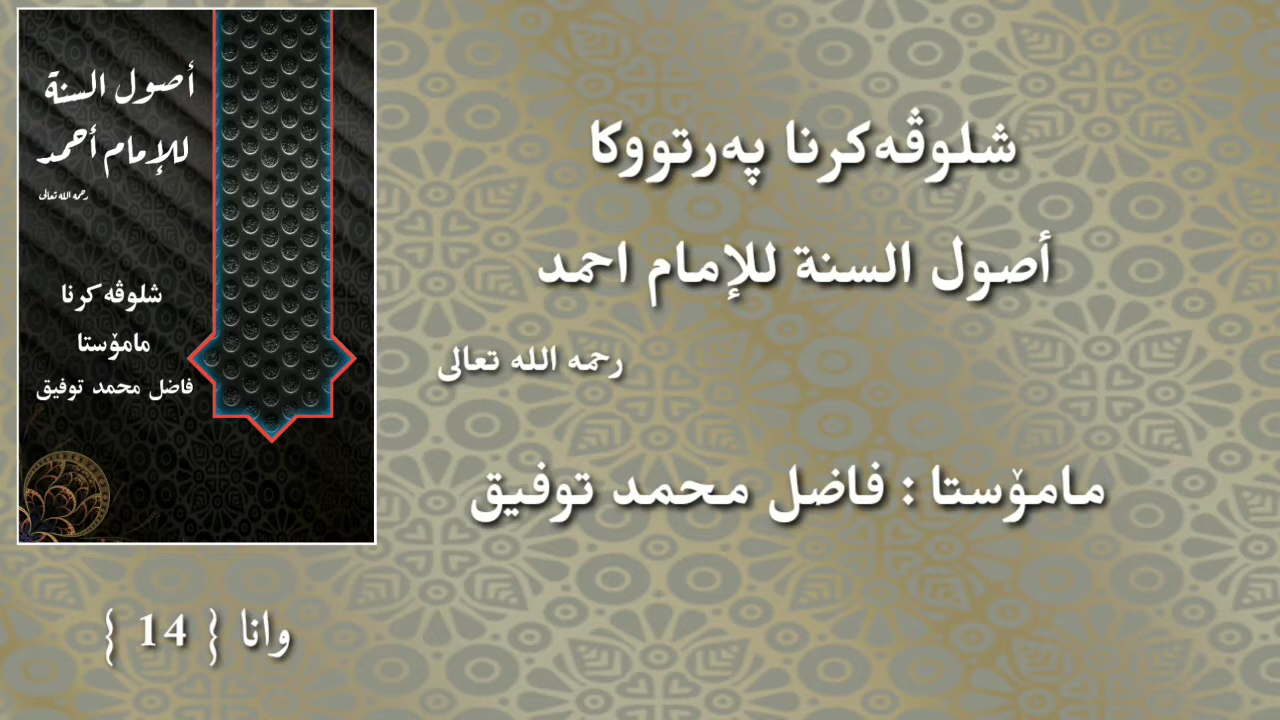 أصول السنة
للإمام أحمد
رحمه الله تعالى
شلوڤەكرنا
مامۆستا
فاضل محمد توفيق
شلوڤەكرنا پەرتووكا
أصول السنة للإمام احمد
رحمه الله تعالى
مامۆستا : فاضل محمد توفيق
وانا { 14 }